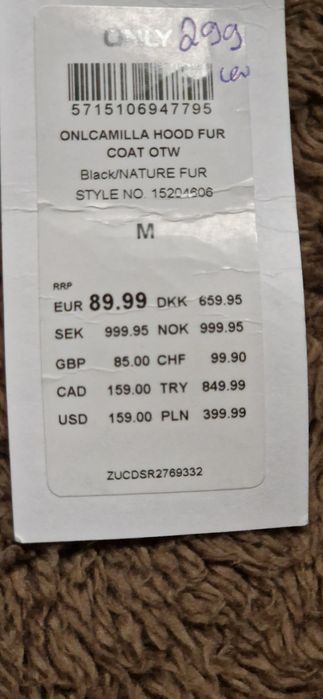 ONLY 299
lei
5715106947795
ONLCAMILLA HOOD FUR
COAT OTW
Black/NATURE FUR
STYLE NO. 15204606
M
RRP
EUR 89.99 DKK 659.95
SEK 999.95 NOK 999.95
GBP 85.00 CHF 99.90
CAD 159.00 TRY 849.99
USD 159.00 PLN 399.99
ZUCDSR2769332